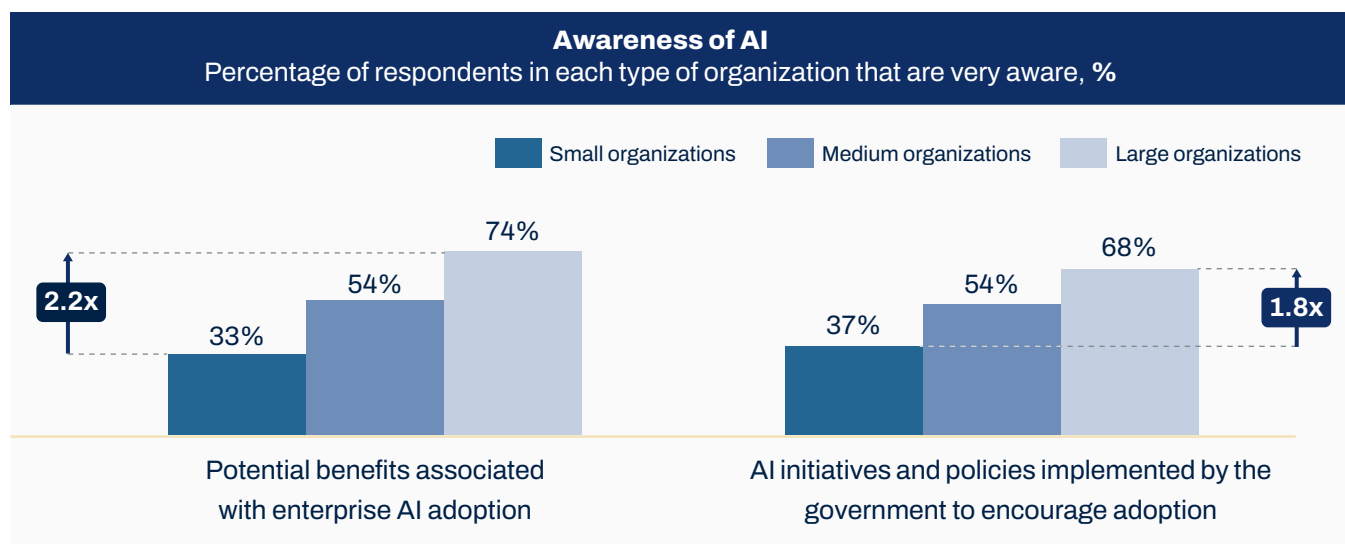 Awareness of AI
Percentage of respondents in each type of organization that are very aware, %
Small organizations
Medium organizations
Large organizations
74%
54%
33%
2.2x
68%
54%
37%
1.8x
Potential benefits associated
with enterprise AI adoption
AI initiatives and policies implemented by the
government to encourage adoption